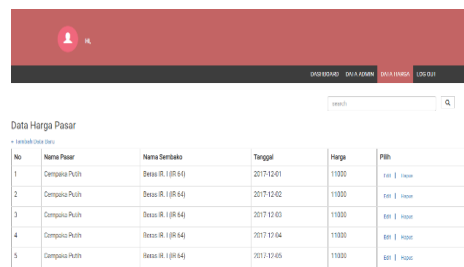 Hi,
DASHBOARD DATA ADMIN DATA HARGA LOG OUT
search
Data Harga Pasar
+ Tambah Data Baru
No Nama Pasar Nama Sembako Tanggal Harga Pilih
1 Cempaka Putih Beras IR. I (IR 64) 2017-12-01 11000 Edit | Hapus
2 Cempaka Putih Beras IR. I (IR 64) 2017-12-02 11000 Edit | Hapus
3 Cempaka Putih Beras IR. I (IR 64) 2017-12-03 11000 Edit | Hapus
4 Cempaka Putih Beras IR. I (IR 64) 2017-12-04 11000 Edit | Hapus
5 Cempaka Putih Beras IR. I (IR 64) 2017-12-05 11000 Edit | Hapus